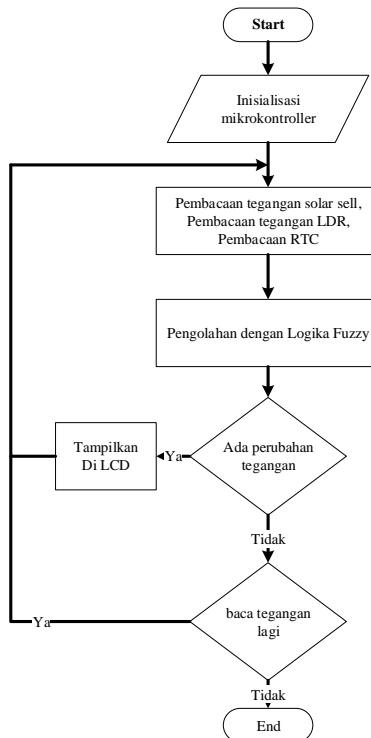 Start
Inisialisasi
mikrokontroller
Pembacaan tegangan solar sell,
Pembacaan tegangan LDR,
Pembacaan RTC
Pengolahan dengan Logika Fuzzy
Ada perubahan
tegangan
Ya
Tampilkan
Di LCD
Tidak
baca tegangan
lagi
Ya
Tidak
End